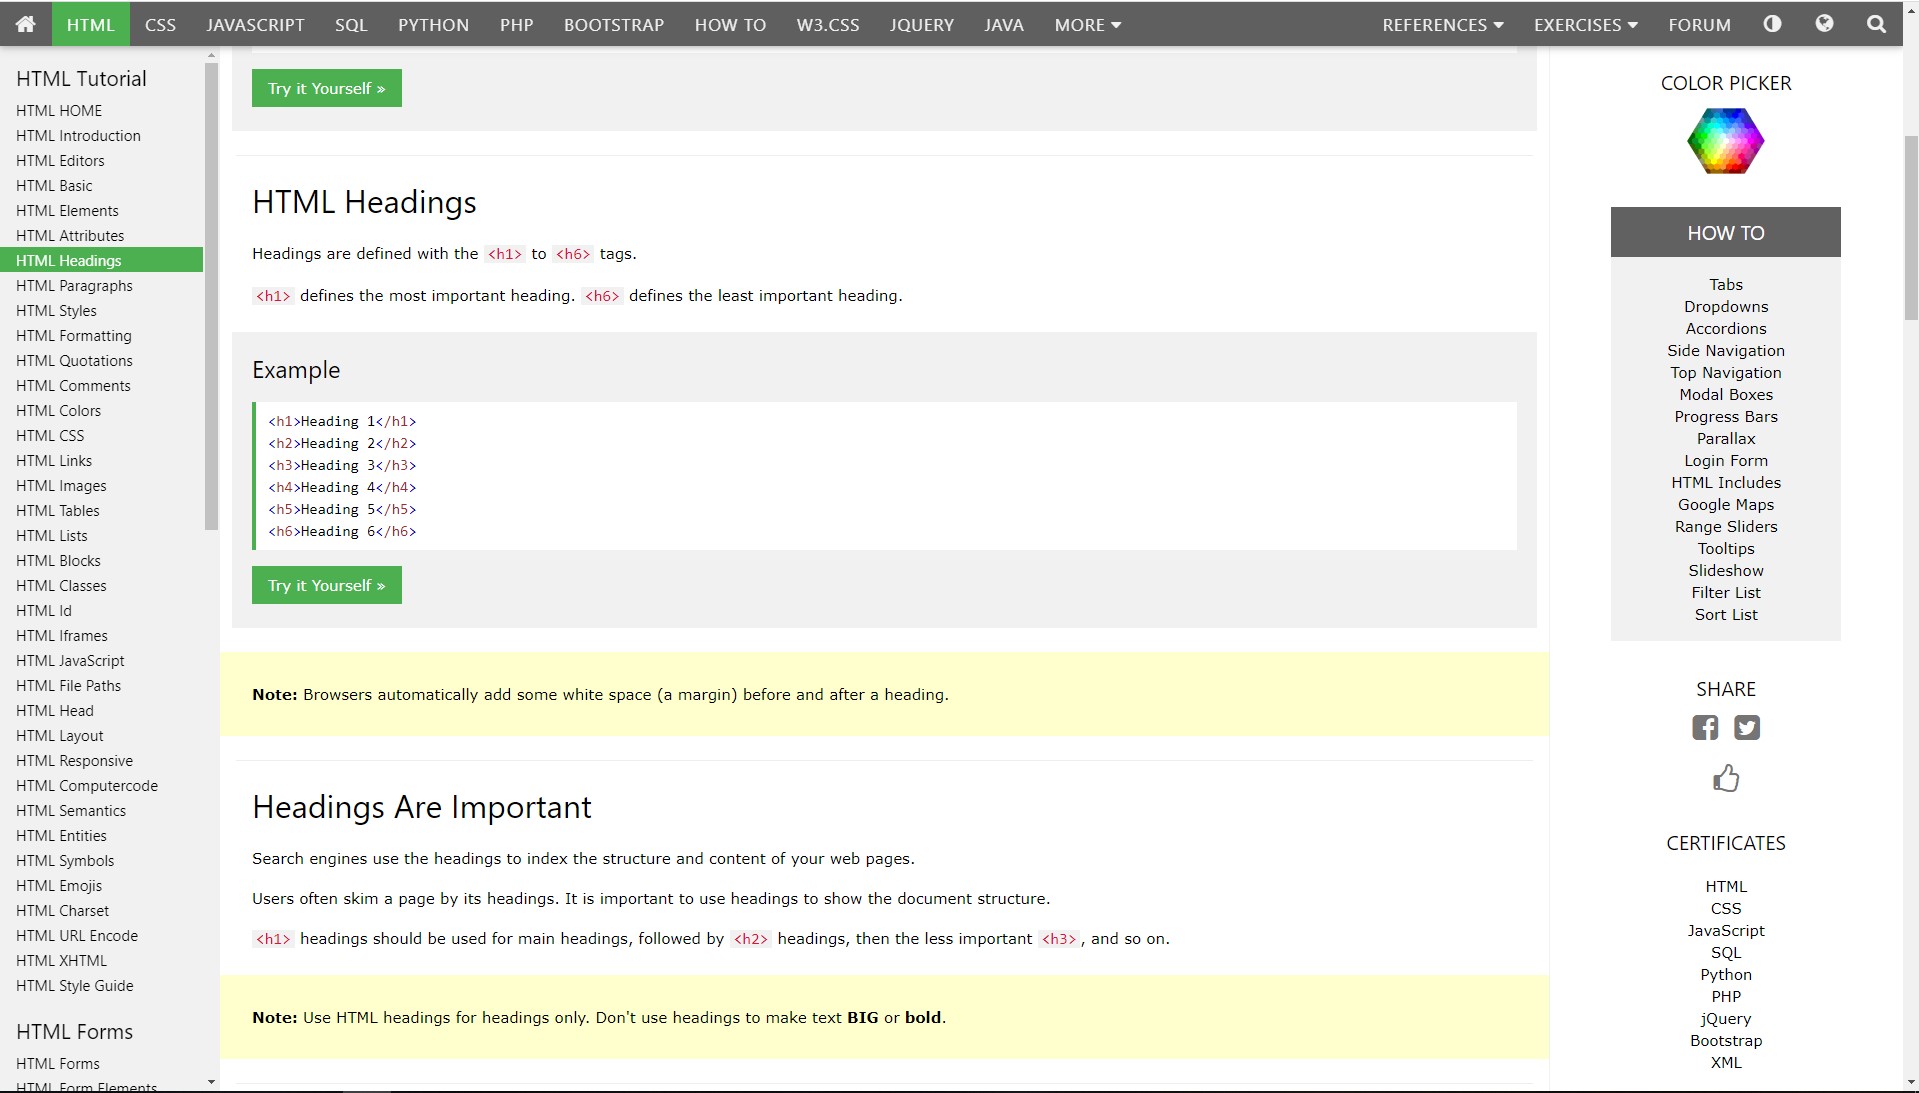 HTML CSS JAVASCRIPT SQL PYTHON PHP BOOTSTRAP HOW TO W3.CSS JQUERY JAVA MORE REFERENCES EXERCISES FORUM
HTML Tutorial
HTML HOME
HTML Introduction
HTML Editors
HTML Basic
HTML Elements
HTML Attributes
HTML Headings
HTML Paragraphs
HTML Styles
HTML Formatting
HTML Quotations
HTML Comments
HTML Colors
HTML CSS
HTML Links
HTML Images
HTML Tables
HTML Lists
HTML Blocks
HTML Classes
HTML Id
HTML Iframes
HTML JavaScript
HTML File Paths
HTML Head
HTML Layout
HTML Responsive
HTML Computercode
HTML Semantics
HTML Entities
HTML Symbols
HTML Emojis
HTML Charset
HTML URL Encode
HTML XHTML
HTML Style Guide
HTML Forms
HTML Forms
HTML Form Elements
Try it Yourself »
HTML Headings
Headings are defined with the <h1> to <h6> tags.
<h1> defines the most important heading. <h6> defines the least important heading.
Example
<h1>Heading 1</h1>
<h2>Heading 2</h2>
<h3>Heading 3</h3>
<h4>Heading 4</h4>
<h5>Heading 5</h5>
<h6>Heading 6</h6>
Try it Yourself »
Note: Browsers automatically add some white space (a margin) before and after a heading.
Headings Are Important
Search engines use the headings to index the structure and content of your web pages.
Users often skim a page by its headings. It is important to use headings to show the document structure.
<h1> headings should be used for main headings, followed by <h2> headings, then the less important <h3>, and so on.
Note: Use HTML headings for headings only. Don't use headings to make text BIG or bold.
COLOR PICKER
HOW TO
Tabs
Dropdowns
Accordions
Side Navigation
Top Navigation
Modal Boxes
Progress Bars
Parallax
Login Form
HTML Includes
Google Maps
Range Sliders
Tooltips
Slideshow
Filter List
Sort List
SHARE
CERTIFICATES
HTML
CSS
JavaScript
SQL
Python
PHP
jQuery
Bootstrap
XML